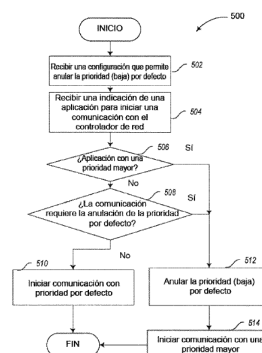 500
INICIO
Recibir una configuración que permite
anular la prioridad (baja) por defecto
502
Recibir una indicación de una
aplicación para iniciar una
comunicación con el
controlador de red
504
506
¿Aplicación con una
prioridad mayor?
Sí
No
508
¿La comunicación
requiere la anulación de la prioridad
por defecto?
Sí
No
510
Iniciar comunicación con
prioridad por defecto
512
Anular la prioridad (baja)
por defecto
514
Iniciar comunicación con una
prioridad mayor
FIN